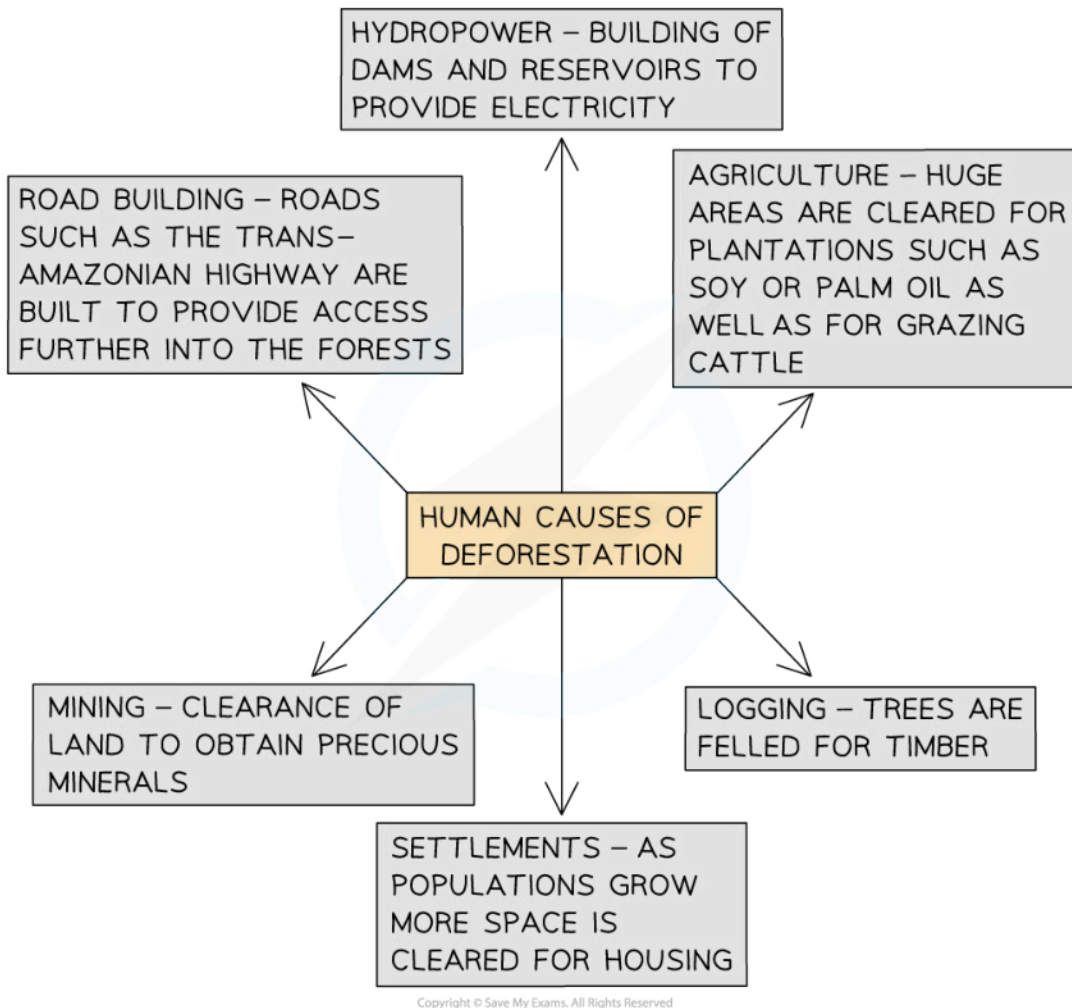 HYDROPOWER – BUILDING OF
DAMS AND RESERVOIRS TO
PROVIDE ELECTRICITY
ROAD BUILDING – ROADS
SUCH AS THE TRANS–
AMAZONIAN HIGHWAY ARE
BUILT TO PROVIDE ACCESS
FURTHER INTO THE FORESTS
AGRICULTURE – HUGE
AREAS ARE CLEARED FOR
PLANTATIONS SUCH AS
SOY OR PALM OIL AS
WELL AS FOR GRAZING
CATTLE
HUMAN CAUSES OF
DEFORESTATION
MINING – CLEARANCE OF
LAND TO OBTAIN PRECIOUS
MINERALS
LOGGING – TREES ARE
FELLED FOR TIMBER
SETTLEMENTS – AS
POPULATIONS GROW
MORE SPACE IS
CLEARED FOR HOUSING
Copyright © Save My Exams. All Rights Reserved